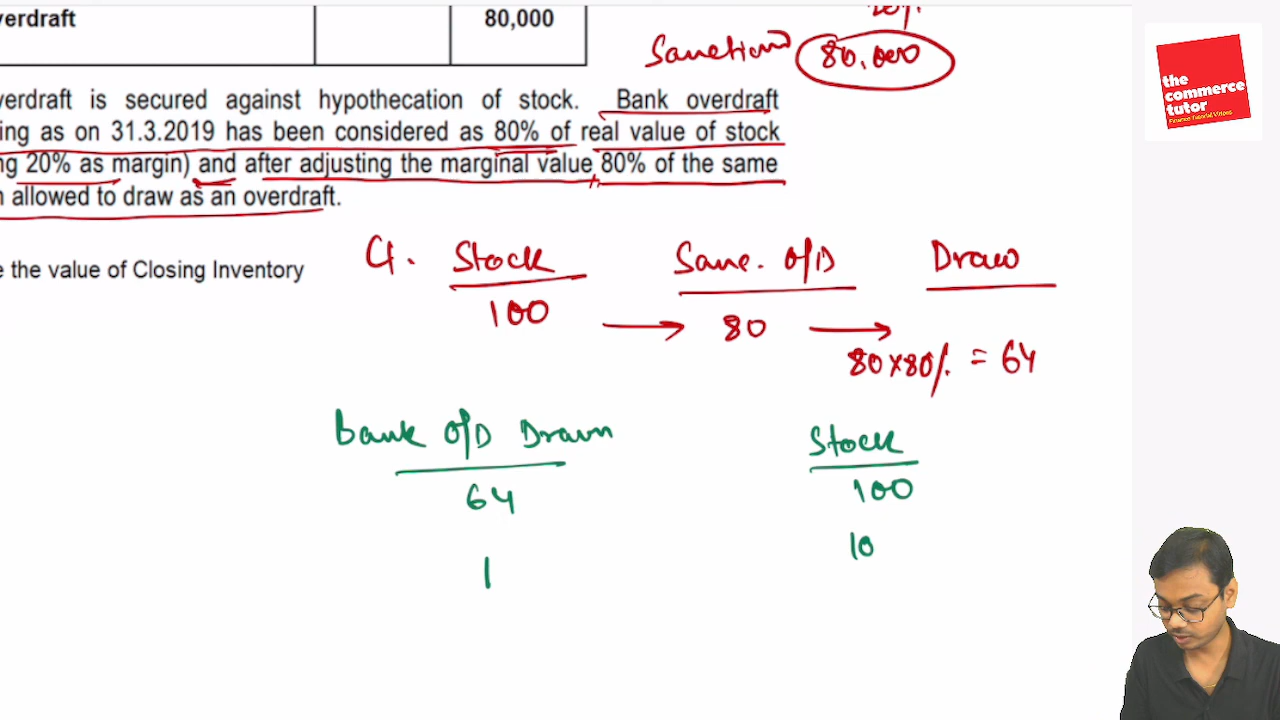 verdraft 80,000
Sanctiond 80,000
the
commerce
tutor
verdraft is secured against hypothecation of stock. Bank overdraft
ing as on 31.3.2019 has been considered as 80% of real value of stock
ng 20% as margin) and after adjusting the marginal value 80% of the same
n allowed to draw as an overdraft.
e the value of Closing Inventory
Cl. Stock Sanc. O/D Draw
100 → 80 →
80x80% = 64
Bank O/D Drawn Stock
64 100
1 10